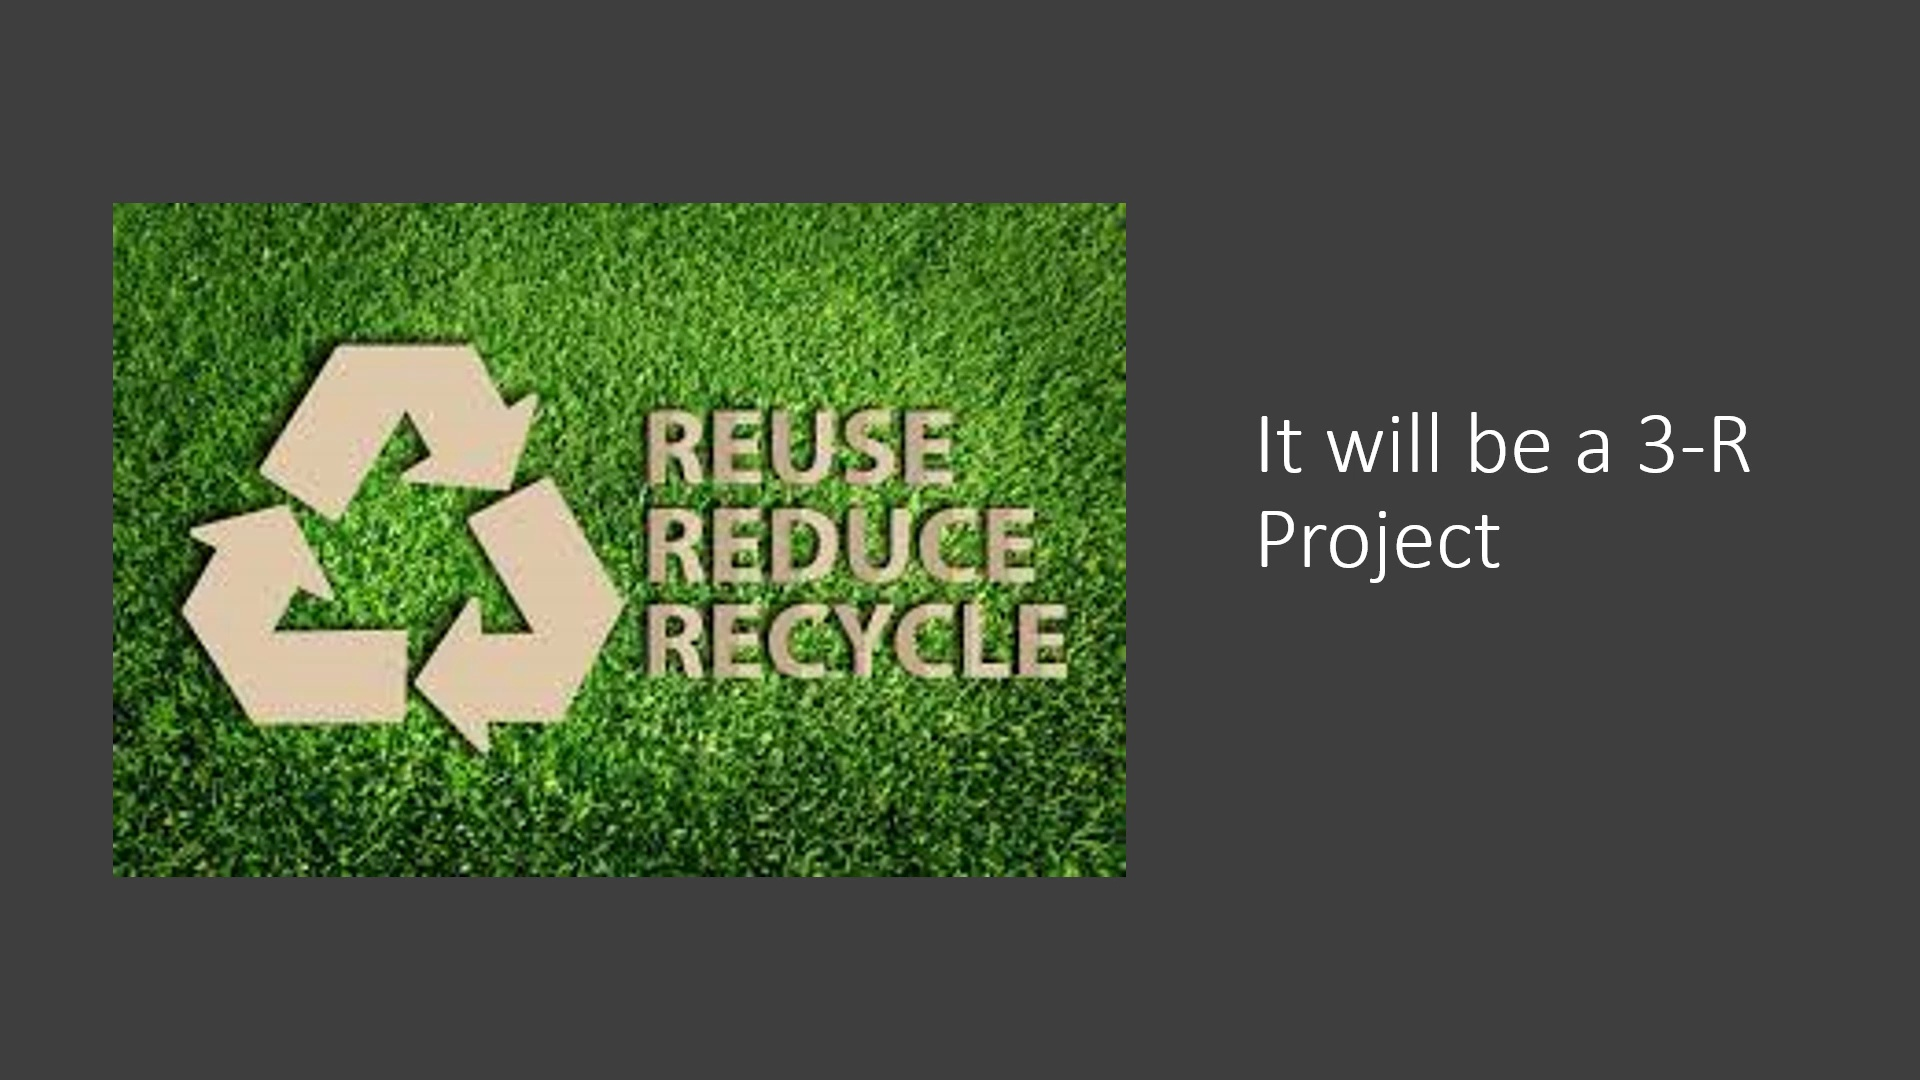 REUSE
REDUCE
RECYCLE
It will be a 3-R
Project